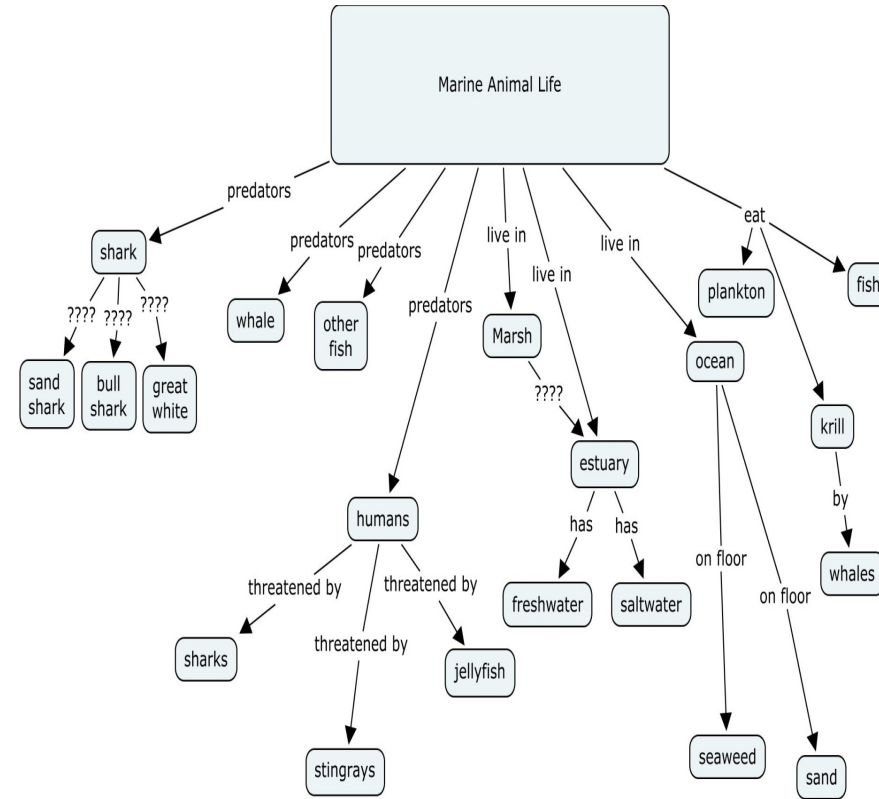 Marine Animal Life
predators
eat
predators
live in
live in
predators
shark
live in
predators
plankton
fish
????
????
????
whale
other
fish
Marsh
ocean
sand
shark
bull
shark
great
white
????
krill
estuary
by
humans
has
has
on floor
whales
threatened by
threatened by
on floor
freshwater
saltwater
threatened by
sharks
jellyfish
seaweed
stingrays
sand